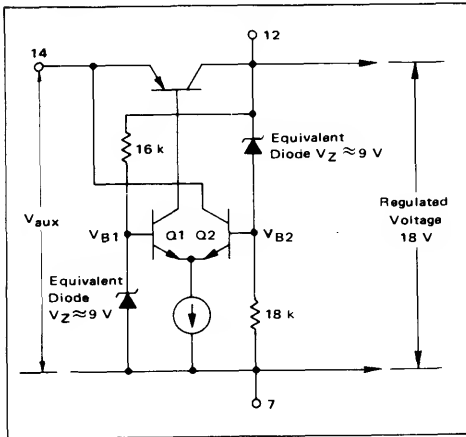 12
14
16 k
Equivalent
Diode VZ ≈ 9 V
Regulated
Voltage
18 V
Vaux
VB1
Q1
Q2
VB2
Equivalent
Diode
VZ ≈ 9 V
18 k
7